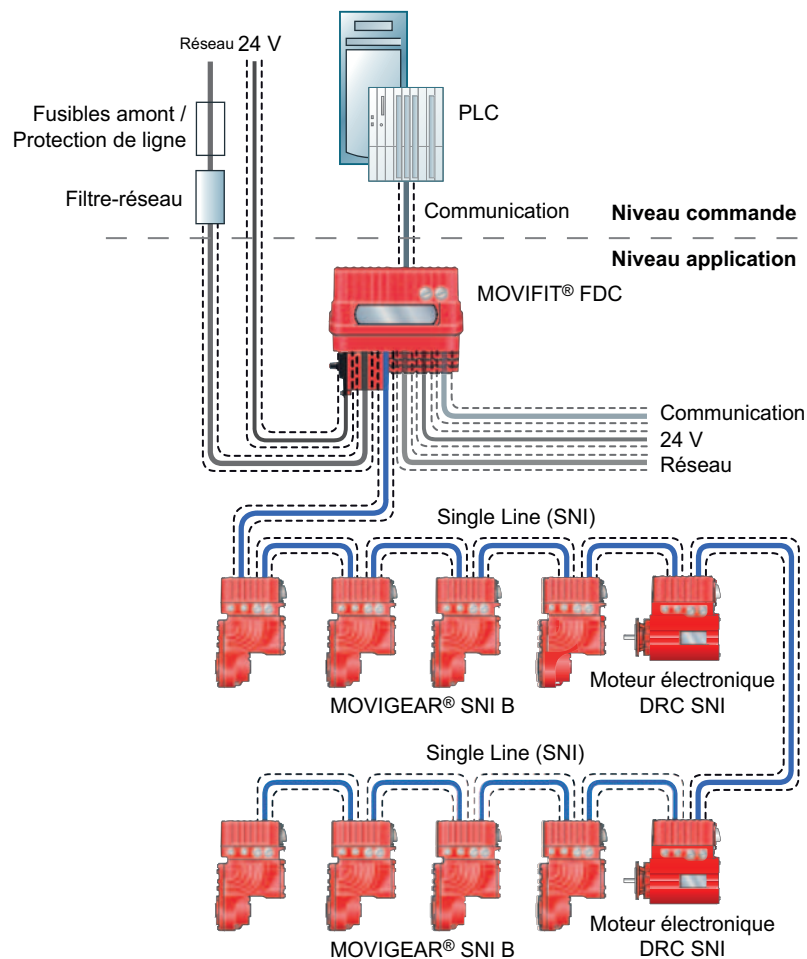 Réseau 24 V
Fusibles amont /
Protection de ligne
PLC
Filtre-réseau
Communication
Niveau commande
Niveau application
MOVIFIT® FDC
Communication
24 V
Réseau
Single Line (SNI)
MOVIGEAR® SNI B
Moteur électronique
DRC SNI
Single Line (SNI)
MOVIGEAR® SNI B
Moteur électronique
DRC SNI